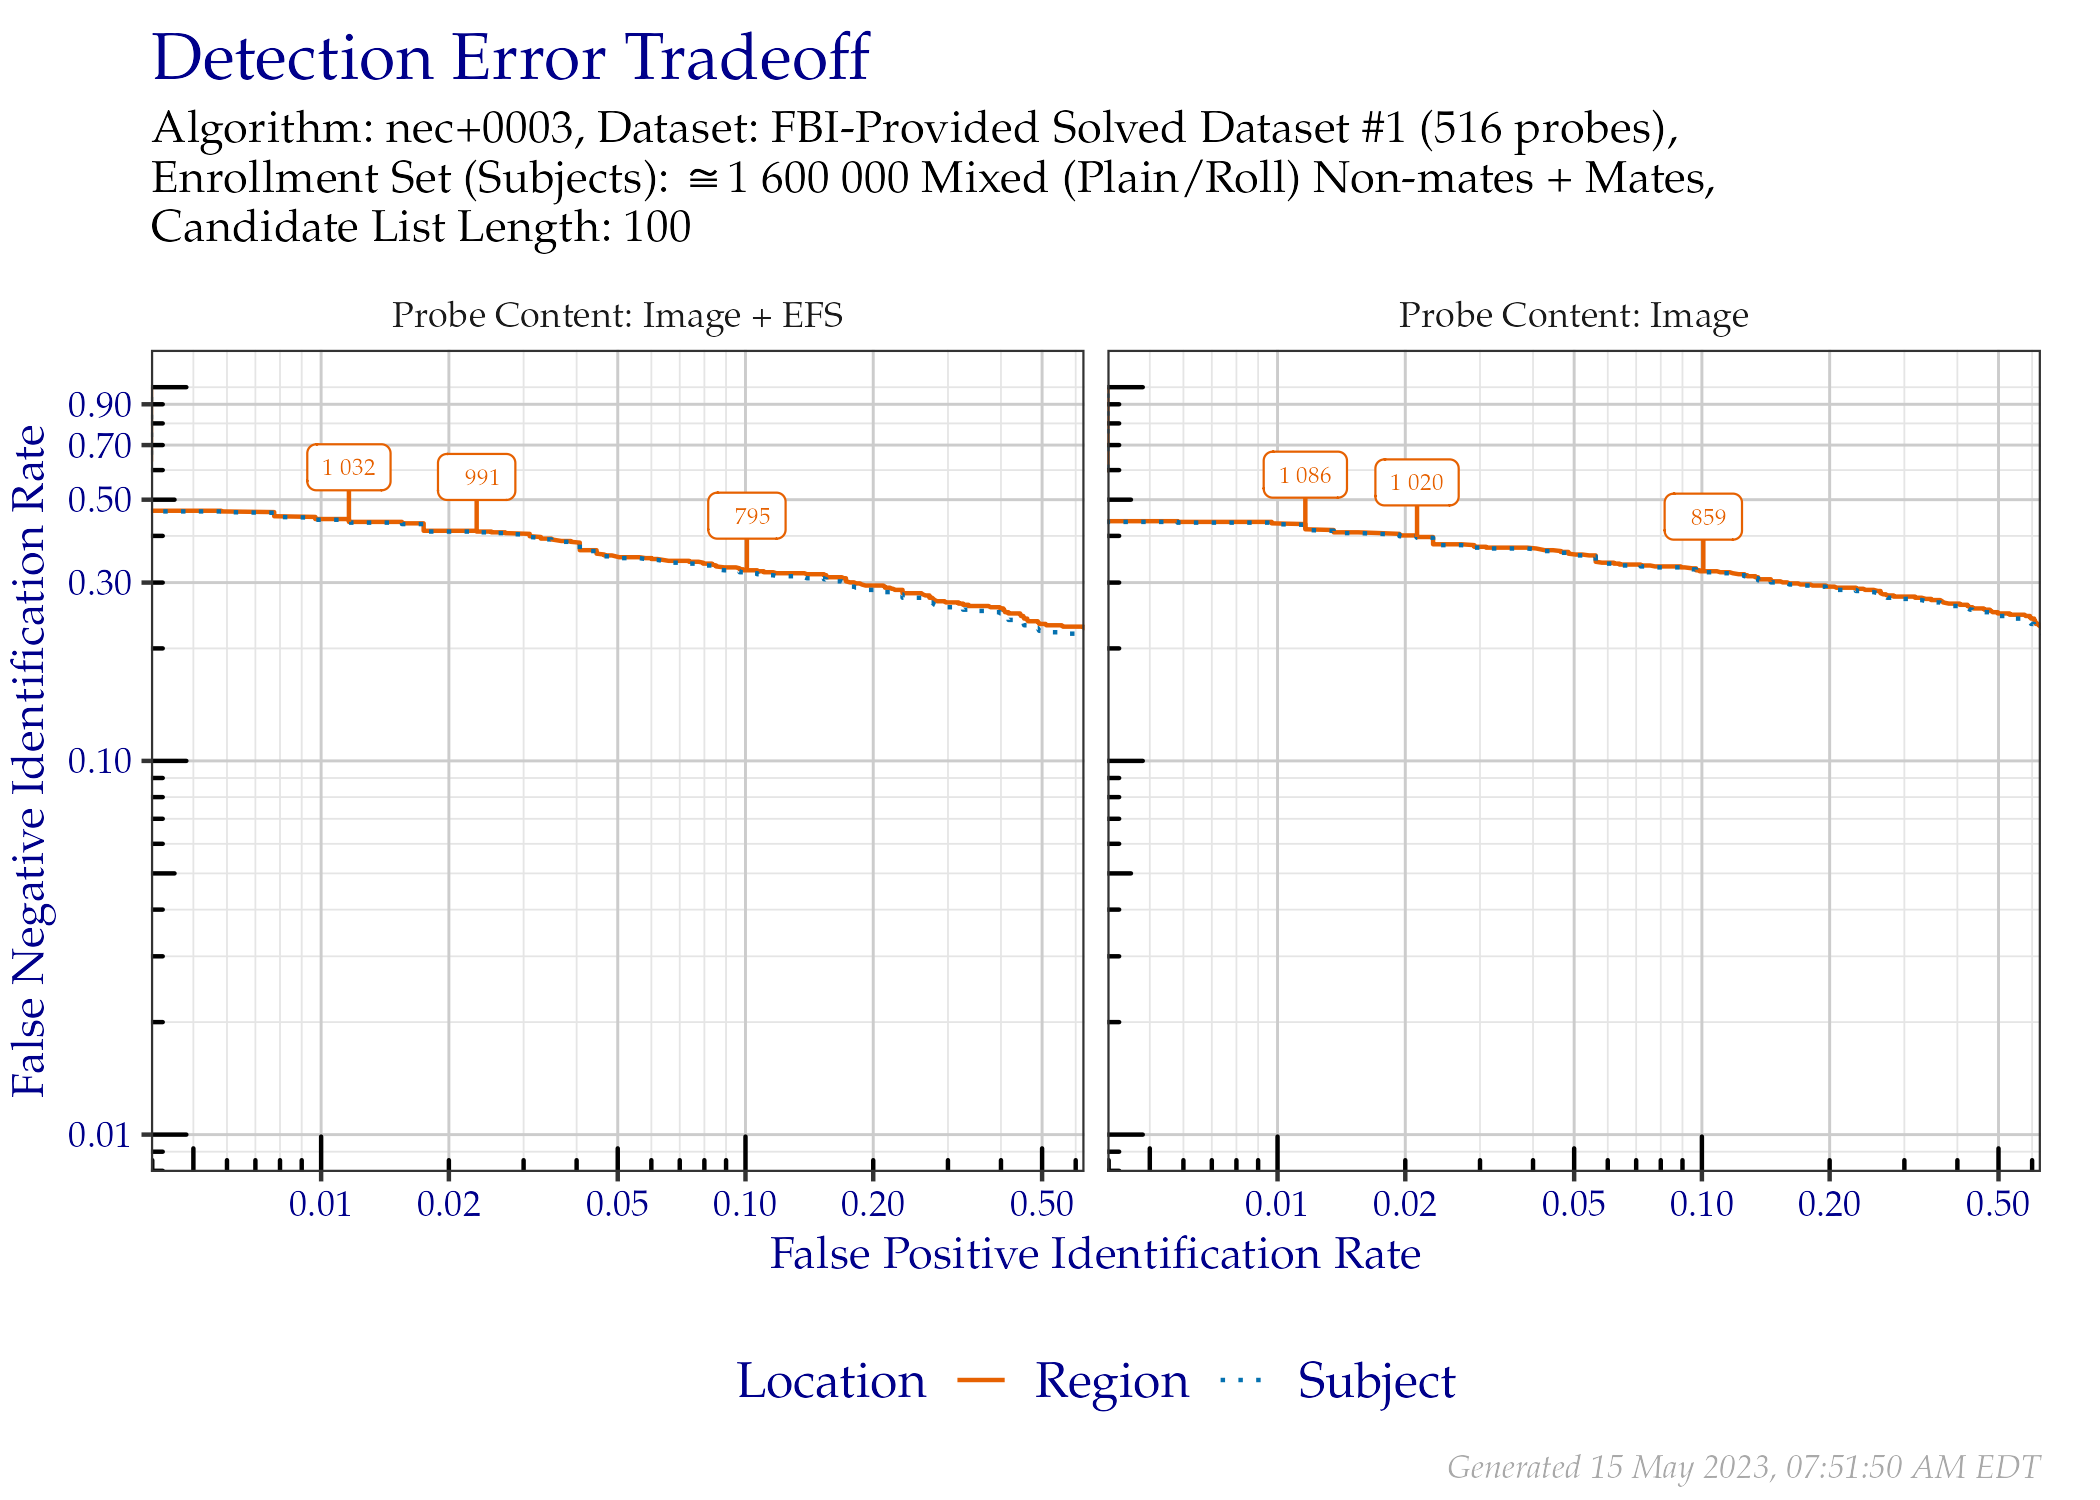 Detection Error Tradeoff
Algorithm: nec+0003, Dataset: FBI-Provided Solved Dataset #1 (516 probes),
Enrollment Set (Subjects): ≅ 1 600 000 Mixed (Plain/Roll) Non-mates + Mates,
Candidate List Length: 100
Probe Content: Image + EFS
Probe Content: Image
False Negative Identification Rate
0.90
0.70
0.50
0.30
0.10
0.01
1 032
991
795
1 086
1 020
859
0.01 0.02 0.05 0.10 0.20 0.50
0.01 0.02 0.05 0.10 0.20 0.50
False Positive Identification Rate
Location Region Subject
Generated 15 May 2023, 07:51:50 AM EDT